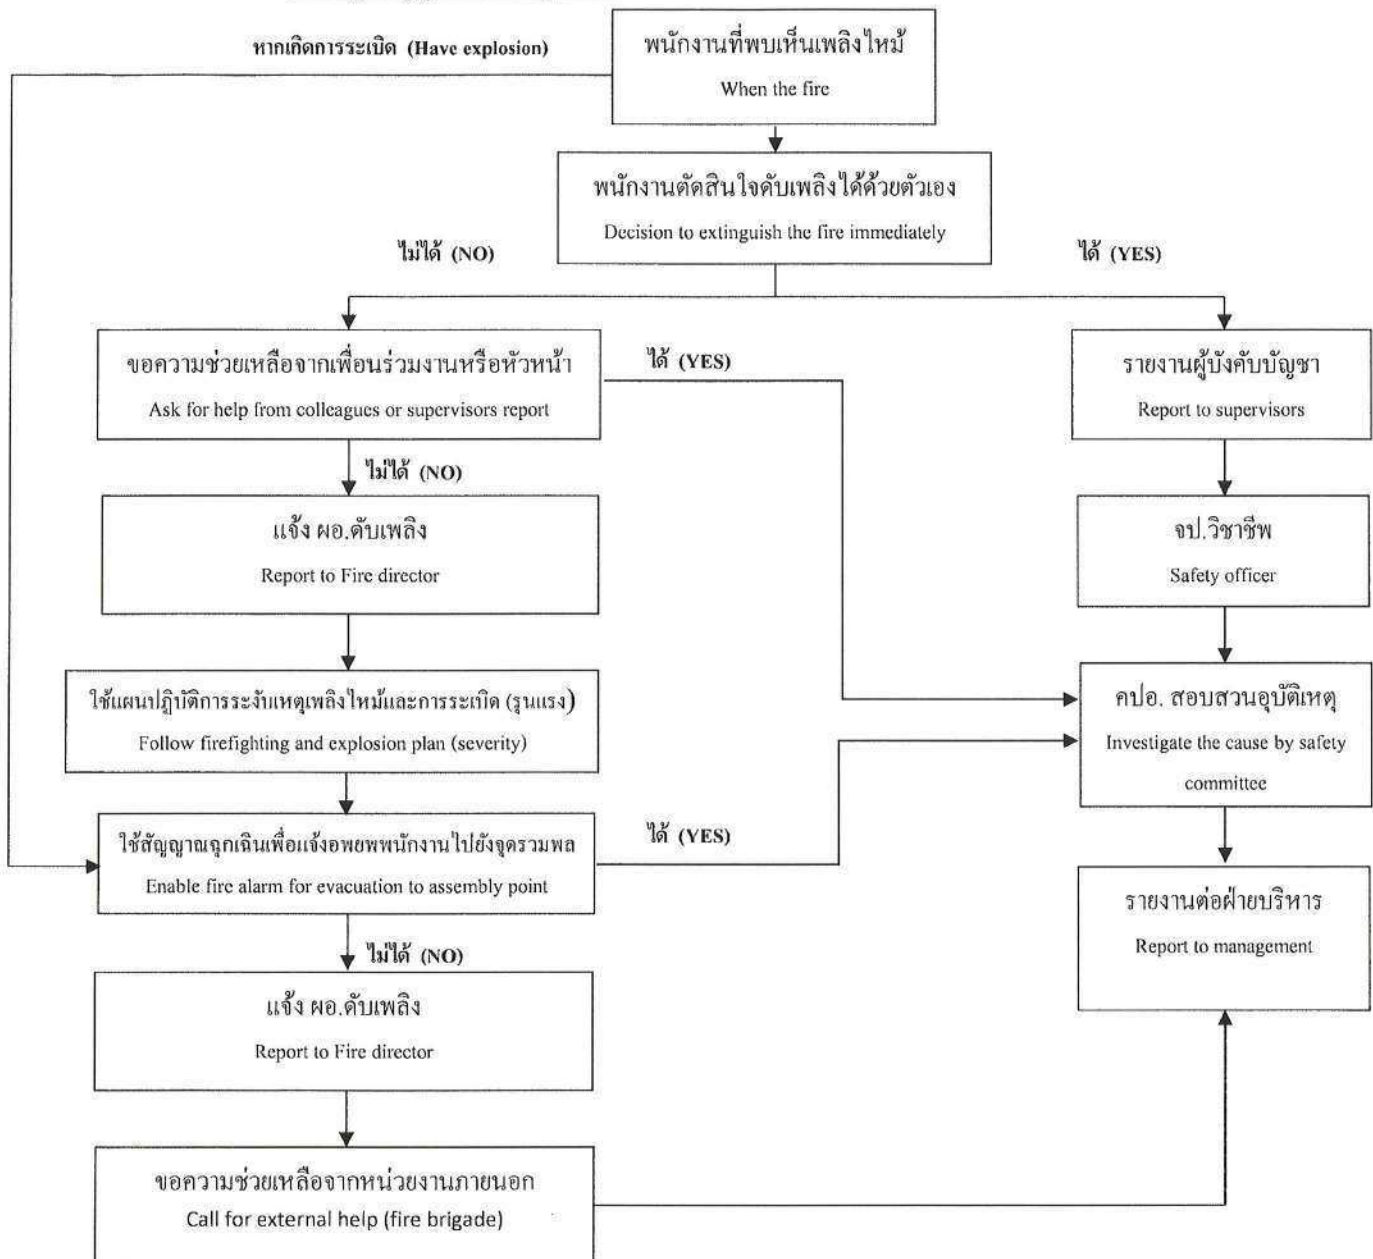 หากเกิดการระเบิด (Have explosion)
พนักงานที่พบเห็นเพลิงไหม้
When the fire
พนักงานตัดสินใจดับเพลิงได้ด้วยตัวเอง
Decision to extinguish the fire immediately
ไม่ได้ (NO)
ได้ (YES)
ขอความช่วยเหลือจากเพื่อนร่วมงานหรือหัวหน้า
Ask for help from colleagues or supervisors report
ได้ (YES)
รายงานผู้บังคับบัญชา
Report to supervisors
ไม่ได้ (NO)
แจ้ง ผอ.ดับเพลิง
Report to Fire director
จป.วิชาชีพ
Safety officer
ใช้แผนปฏิบัติการระงับเหตุเพลิงไหม้และการระเบิด (รุนแรง)
Follow firefighting and explosion plan (severity)
คปอ. สอบสวนอุบัติเหตุ
Investigate the cause by safety
committee
ใช้สัญญาณฉุกเฉินเพื่อแจ้งอพยพพนักงานไปยังจุดรวมพล
Enable fire alarm for evacuation to assembly point
ได้ (YES)
รายงานต่อฝ่ายบริหาร
Report to management
ไม่ได้ (NO)
แจ้ง ผอ.ดับเพลิง
Report to Fire director
ขอความช่วยเหลือจากหน่วยงานภายนอก
Call for external help (fire brigade)